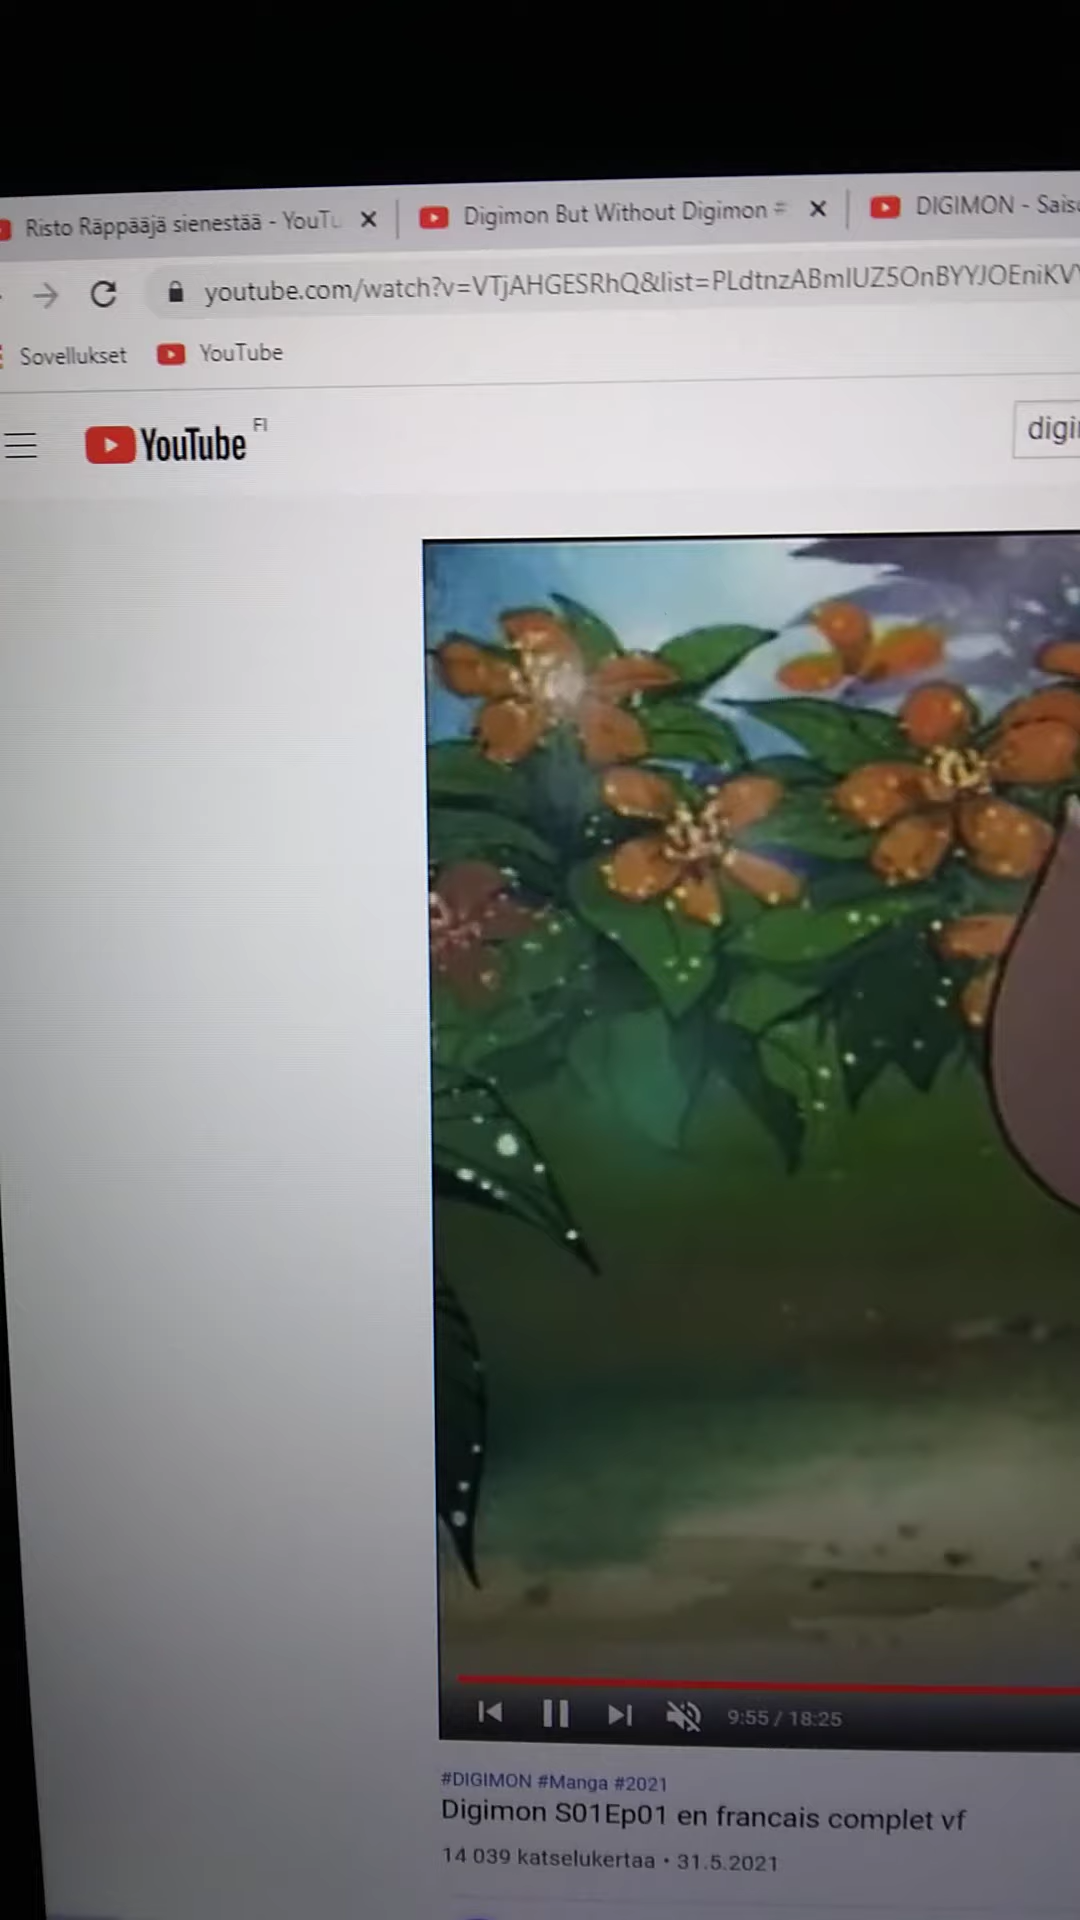 Risto Räppääjä sienestää - YouTu
Digimon But Without Digimon =
DIGIMON - Sais
youtube.com/watch?v=VTjAHGESRhQ&list=PLdtnzABmlUZ5OnBYYJOEniKV
Sovellukset
YouTube
YouTube FI
digi
9:55 / 18:25
#DIGIMON #Manga #2021
Digimon S01Ep01 en francais complet vf
14 039 katselukertaa • 31.5.2021